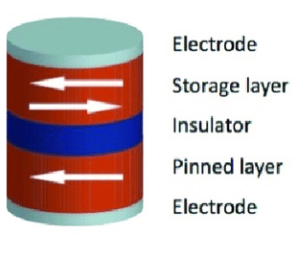 Electrode
Storage layer
Insulator
Pinned layer
Electrode